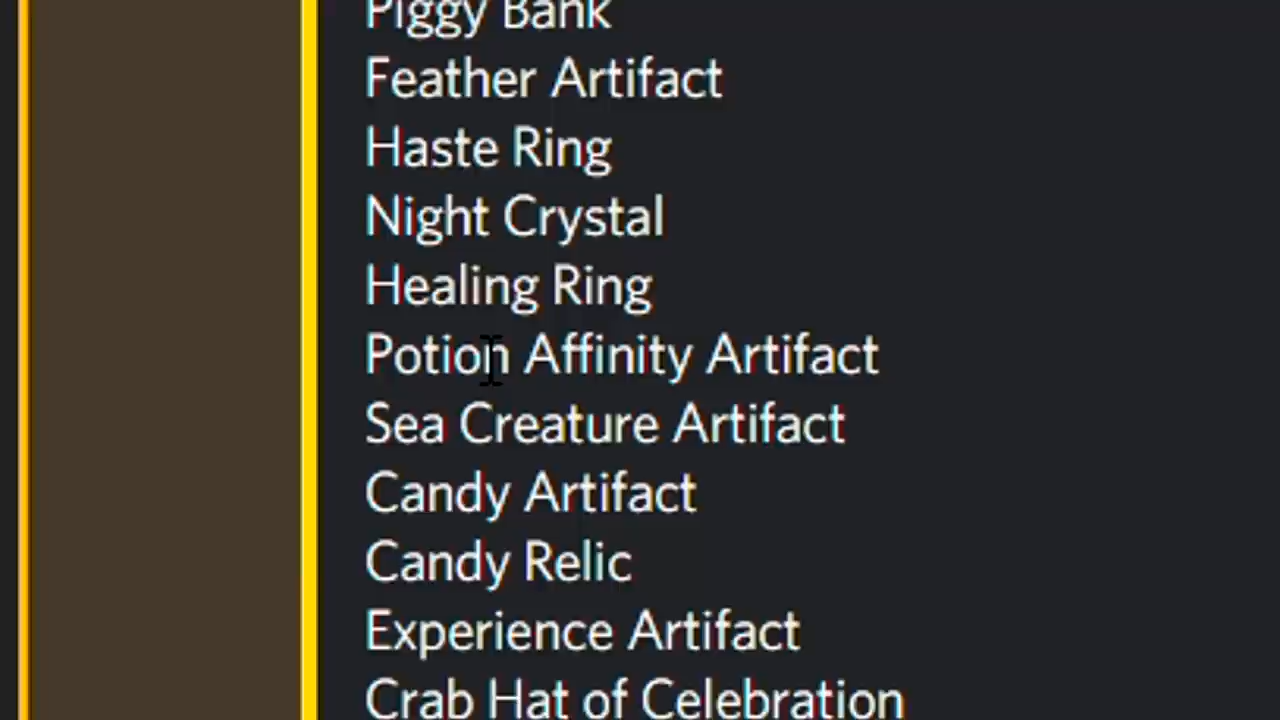 Piggy Bank
Feather Artifact
Haste Ring
Night Crystal
Healing Ring
Potion Affinity Artifact
Sea Creature Artifact
Candy Artifact
Candy Relic
Experience Artifact
Crab Hat of Celebration